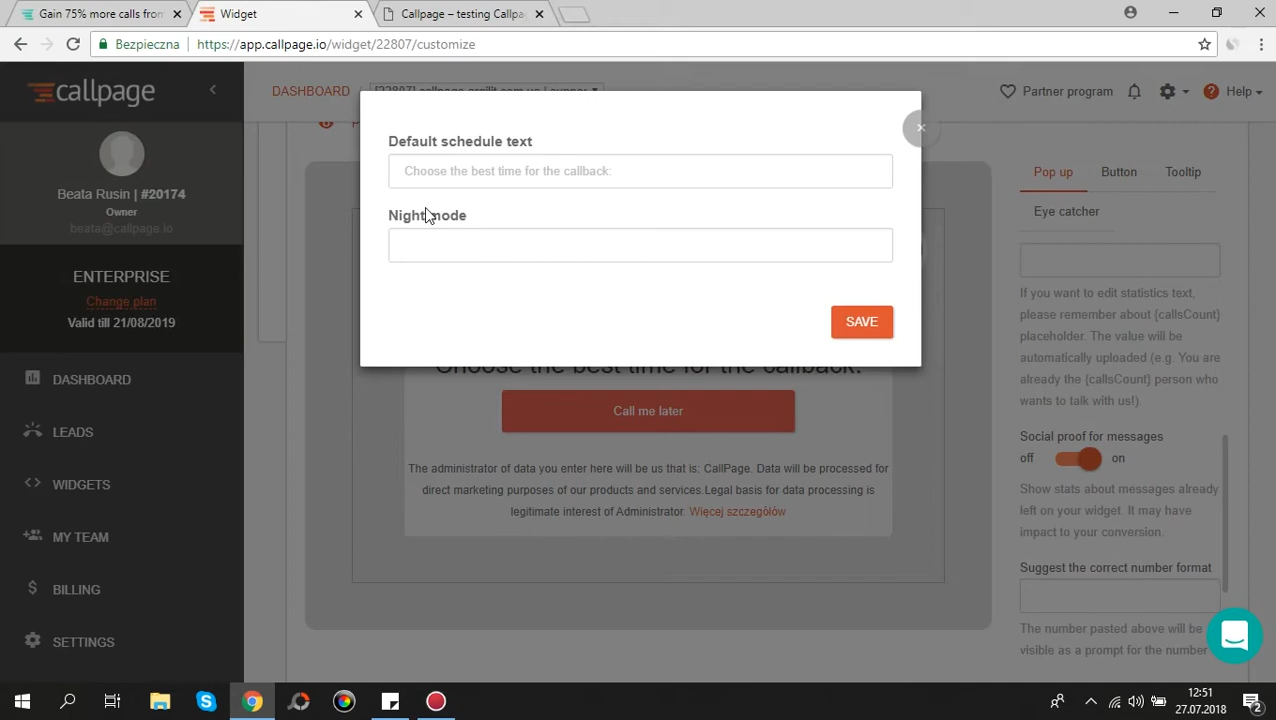 Gain 75% more calls from
Widget
Callpage – testing Callpa
Bezpieczna
https://app.callpage.io/widget/22807/customize
callpage
DASHBOARD
Partner program
Help
Beata Rusin | #20174
Owner
beata@callpage.io
ENTERPRISE
Change plan
Valid till 21/08/2019
DASHBOARD
LEADS
WIDGETS
MY TEAM
BILLING
SETTINGS
Default schedule text
Choose the best time for the callback:
Night mode
SAVE
Choose the best time for the callback:
Call me later
The administrator of data you enter here will be us that is: CallPage. Data will be processed for
direct marketing purposes of our products and services.Legal basis for data processing is
legitimate interest of Administrator. Więcej szczegółów
Pop up
Button
Tooltip
Eye catcher
If you want to edit statistics text,
please remember about {callsCount}
placeholder. The value will be
automatically uploaded (e.g. You are
already the {callsCount} person who
wants to talk with us!).
Social proof for messages
off
on
Show stats about messages already
left on your widget. It may have
impact to your conversion.
Suggest the correct number format
The number pasted above will be
visible as a prompt for the number
12:51
27.07.2018
2